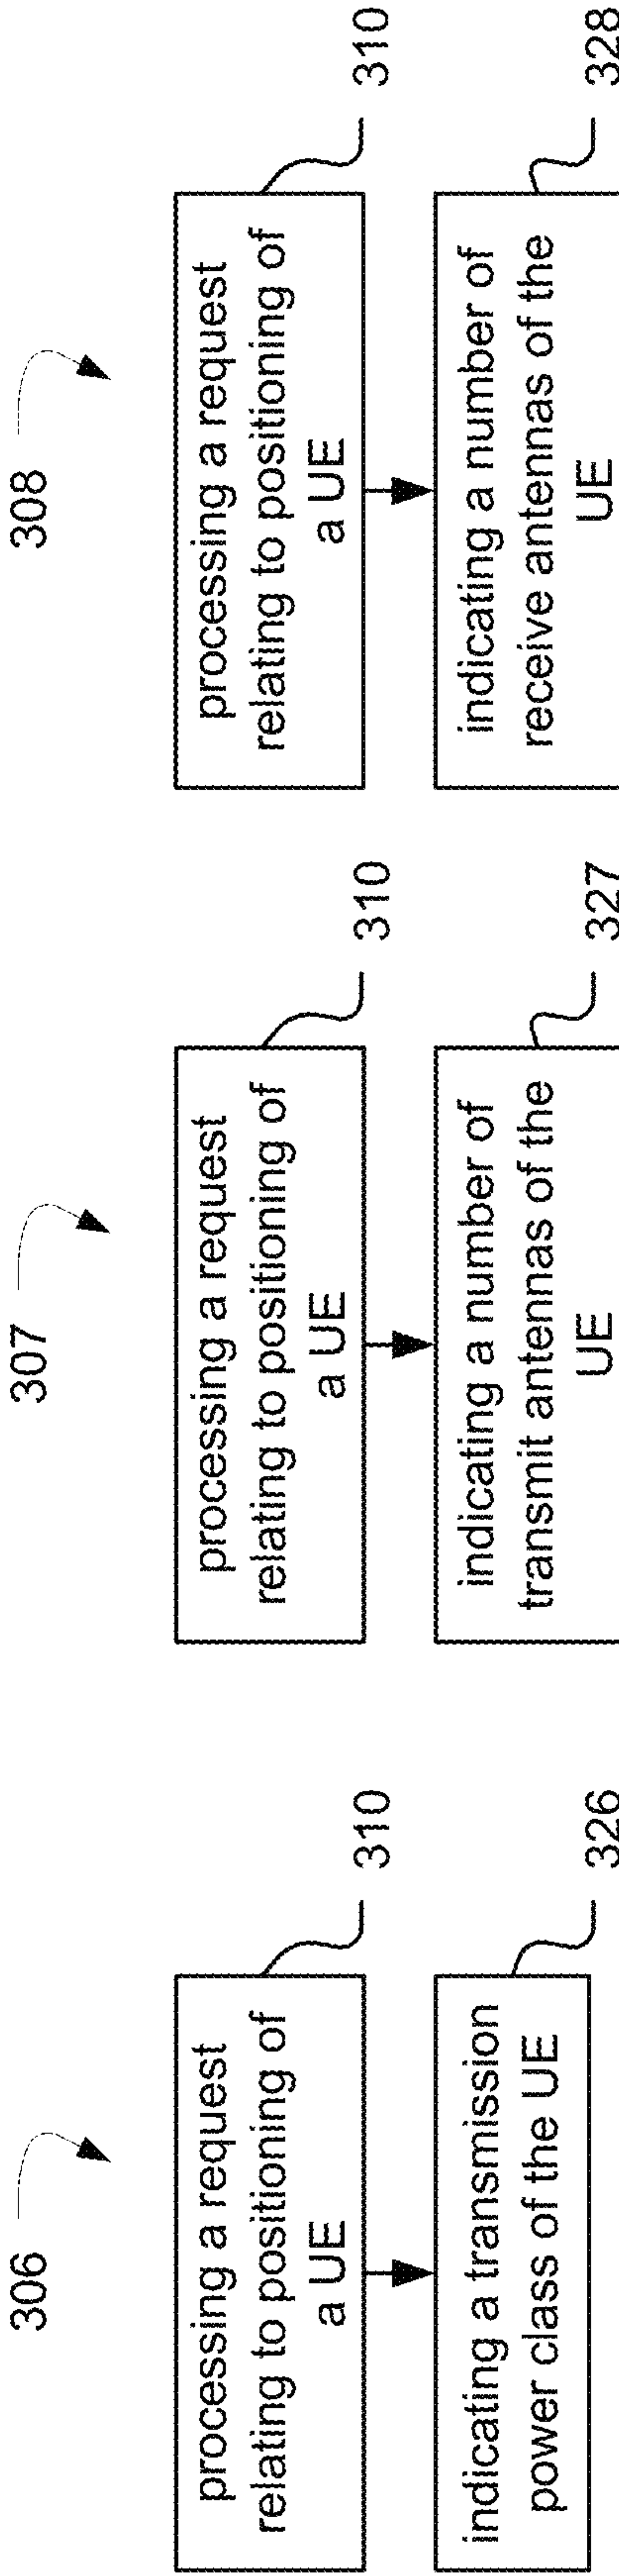 306
processing a request
relating to positioning of
a UE
310
indicating a transmission
power class of the UE
326
307
processing a request
relating to positioning of
a UE
310
indicating a number of
transmit antennas of the
UE
327
308
processing a request
relating to positioning of
a UE
310
indicating a number of
receive antennas of the
UE
328